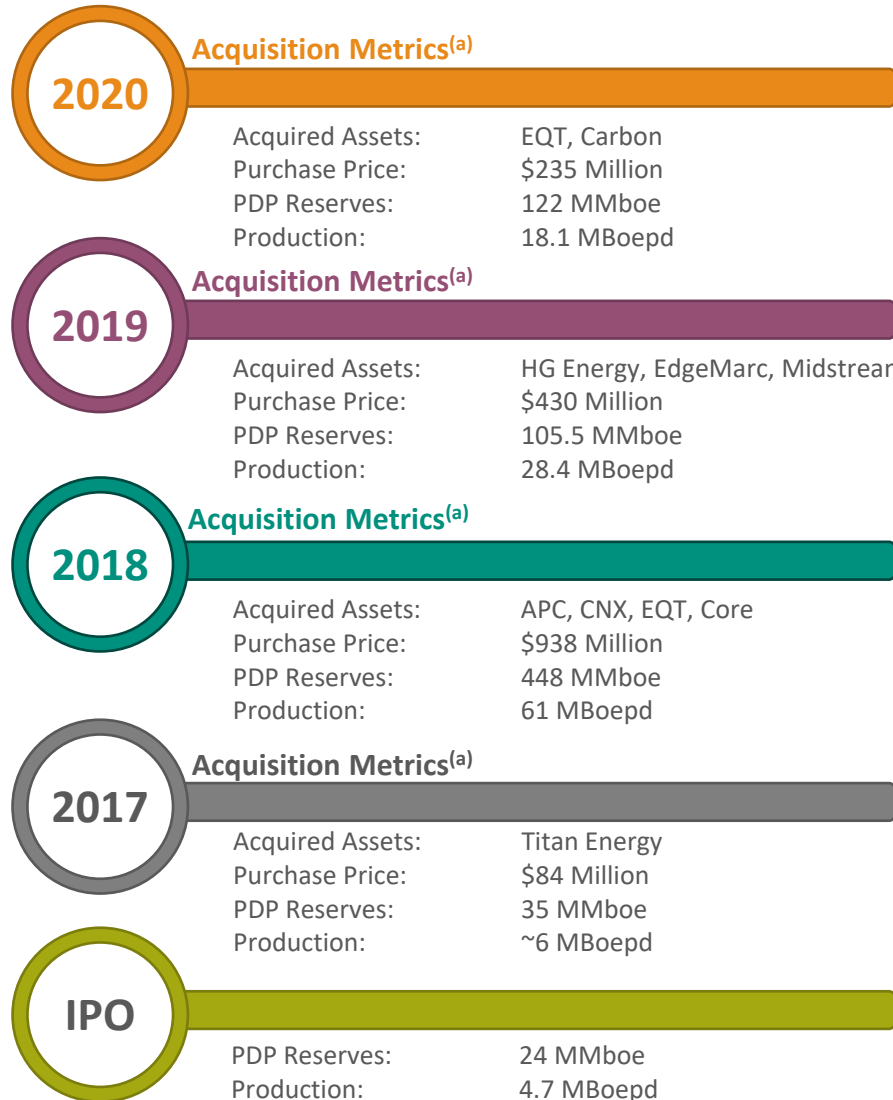 Acquisition Metrics(a)
2020
Acquired Assets: EQT, Carbon
Purchase Price: $235 Million
PDP Reserves: 122 MMboe
Production: 18.1 MBoepd
Acquisition Metrics(a)
2019
Acquired Assets: HG Energy, EdgeMarc,
Purchase Price: $430 Million
PDP Reserves: 105.5 MMboe
Production: 28.4 MBoepd
Acquisition Metrics(a)
2018
Acquired Assets: APC, CNX, EQT, Core
Purchase Price: $938 Million
PDP Reserves: 448 MMboe
Production: 61 MBoepd
Acquisition Metrics(a)
2017
Acquired Assets: Titan Energy
Purchase Price: $84 Million
PDP Reserves: 35 MMboe
Production: ~6 MBoepd
IPO
PDP Reserves: 24 MMboe
Production: 4.7 MBoepd